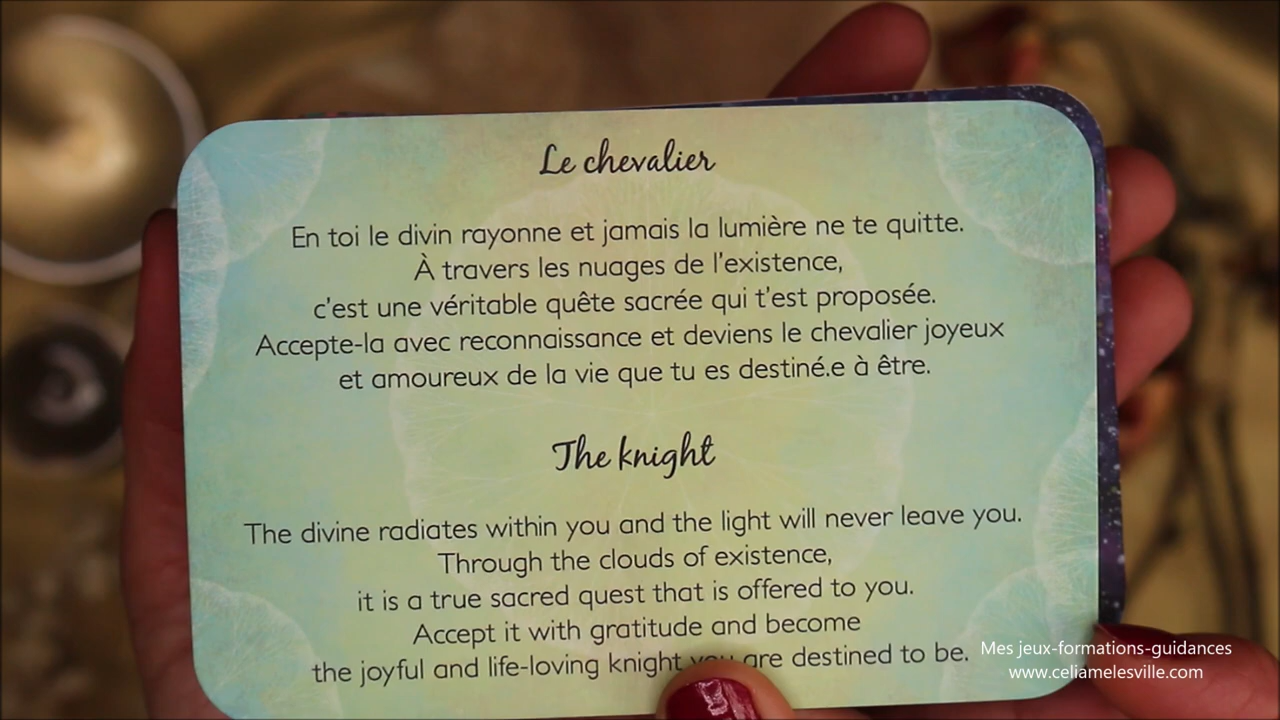 Le chevalier
En toi le divin rayonne et jamais la lumière ne te quitte.
À travers les nuages de l'existence,
c'est une véritable quête sacrée qui t'est proposée.
Accepte-la avec reconnaissance et deviens le chevalier joyeux
et amoureux de la vie que tu es destiné.e à être.
The knight
The divine radiates within you and the light will never leave you.
Through the clouds of existence,
it is a true sacred quest that is offered to you.
Accept it with gratitude and become
the joyful and life-loving knight you are destined to be.
Mes jeux-formations-guidances
www.celiamelesville.com